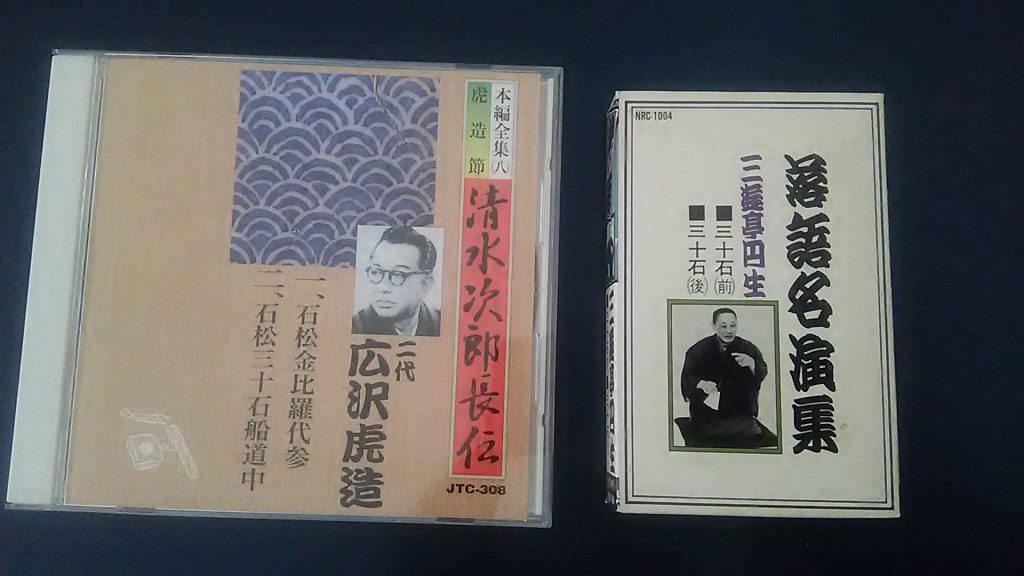 本編全集(八)
虎造節
清水次郎長伝
JTC-308
二代
広沢虎造
一、石松金比羅代参
二、石松三十石船道中
NRC-1004
落語名演集
三遊亭円生
■三十石(前)
■三十石(後)